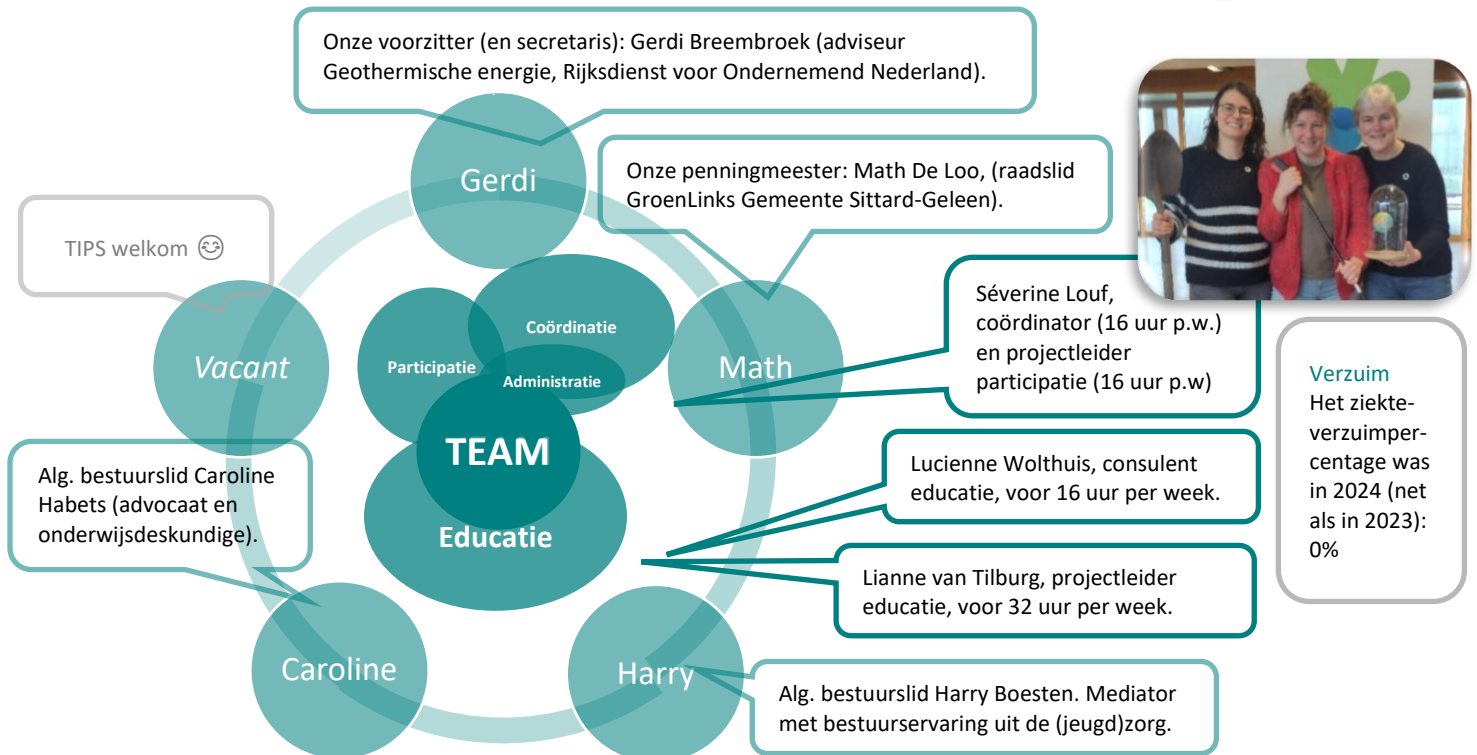 Onze voorzitter (en secretaris): Gerdi Breembroek (adviseur
Geothermische energie, Rijksdienst voor Ondernemend Nederland).
Gerdi
Onze penningmeester: Math De Loo, (raadslid
GroenLinks Gemeente Sittard-Geleen).
TIPS welkom 😊
Vacant
Math
Coördinatie
Participatie
Administratie
TEAM
Educatie
Séverine Louf,
coördinator (16 uur p.w.)
en projectleider
participatie (16 uur p.w)
Verzuim
Het ziekte-
verzuimper-
centage was
in 2024 (net
als in 2023):
0%
Alg. bestuurslid Caroline
Habets (advocaat en
onderwijsdeskundige).
Lucienne Wolthuis, consulent
educatie, voor 16 uur per week.
Lianne van Tilburg, projectleider
educatie, voor 32 uur per week.
Caroline
Harry
Alg. bestuurslid Harry Boesten. Mediator
met bestuurservaring uit de (jeugd)zorg.